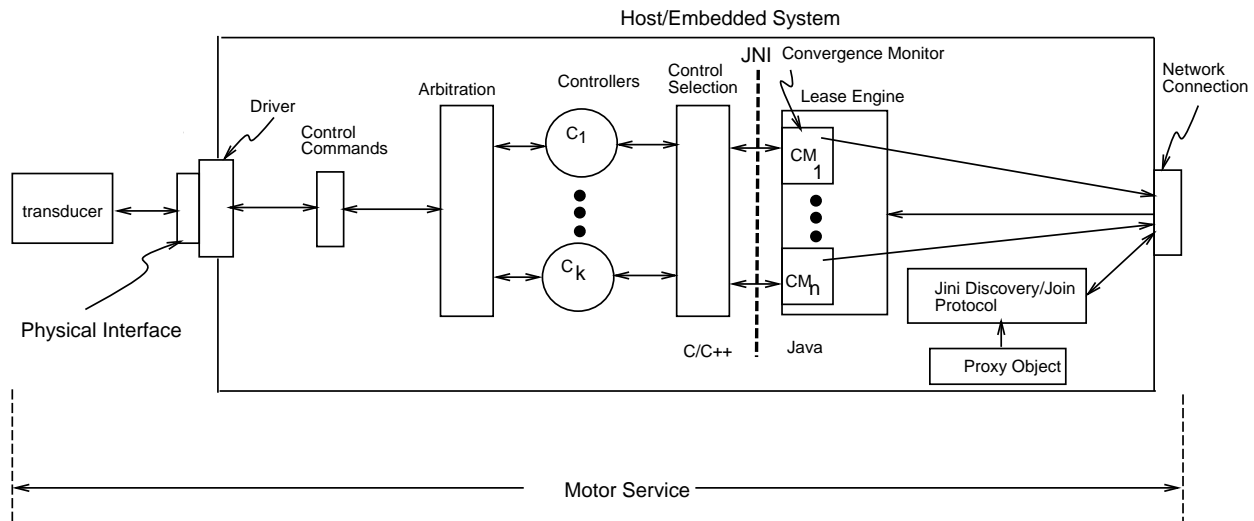 Host/Embedded System
JNI
Convergence Monitor
Driver
Arbitration
Controllers
Control
Selection
Lease Engine
Network
Connection
Control
Commands
C1
CM1
transducer
Ck
CMn
Physical Interface
Jini Discovery/Join
Protocol
C/C++
Java
Proxy Object
Motor Service